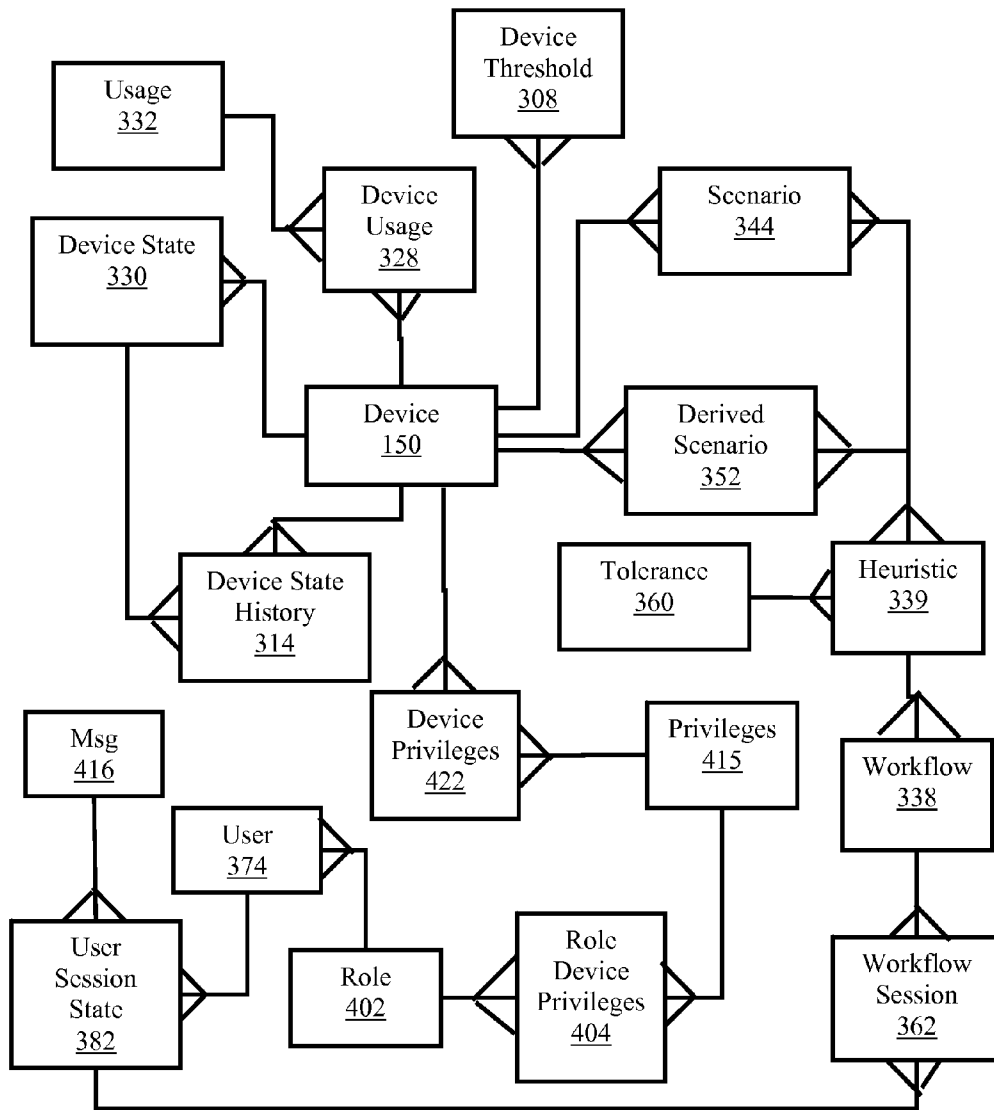 Device
Threshold
308
Usage
332
Device
Usage
328
Scenario
344
Device State
330
Device
150
Derived
Scenario
352
Device State
History
314
Tolerance
360
Heuristic
339
Msg
416
Device
Privileges
422
Privileges
415
Workflow
338
User
374
User
Session
State
382
Role
402
Role
Device
Privileges
404
Workflow
Session
362